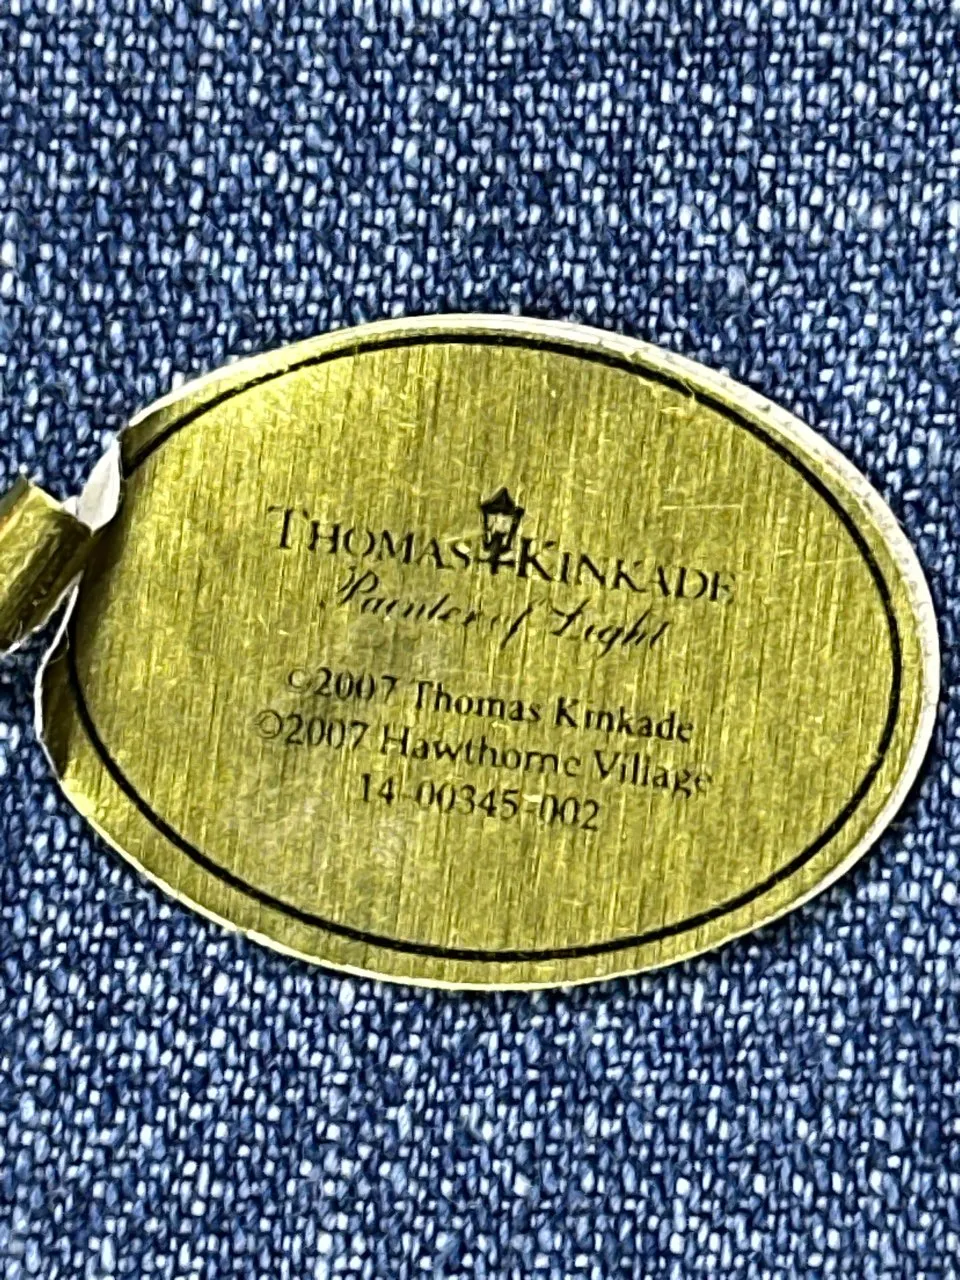 THOMAS KINKADE
Painter of Light
©2007 Thomas Kinkade
©2007 Hawthorne Village
14-00345-002